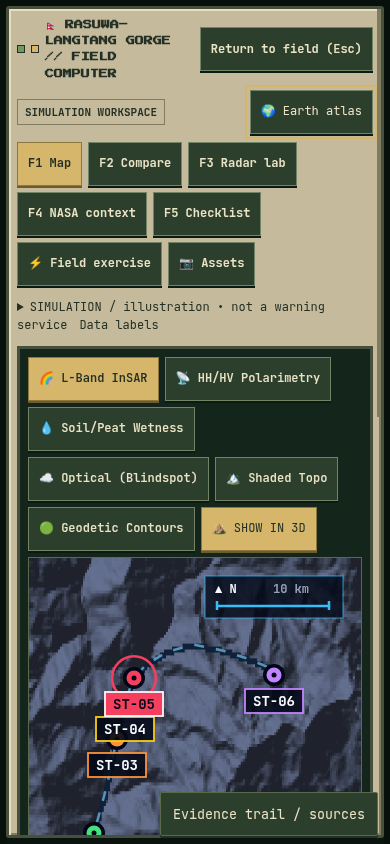 RASUWA-
LANGTANG GORGE
// FIELD
COMPUTER
Return to field (Esc)
SIMULATION WORKSPACE
Earth atlas
F1 Map
F2 Compare
F3 Radar lab
F4 NASA context
F5 Checklist
Field exercise
Assets
SIMULATION / illustration • not a warning
service Data labels
L-Band InSAR
HH/HV Polarimetry
Soil/Peat Wetness
Optical (Blindspot)
Shaded Topo
Geodetic Contours
SHOW IN 3D
▲ N 10 km
ST-05
ST-06
ST-04
ST-03
Evidence trail / sources